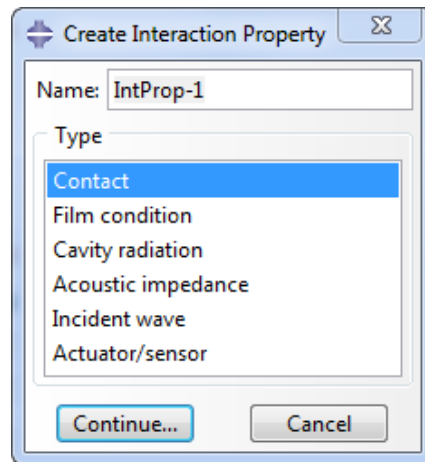 Create Interaction Property
Name: IntProp-1
Type
Contact
Film condition
Cavity radiation
Acoustic impedance
Incident wave
Actuator/sensor
Continue... Cancel